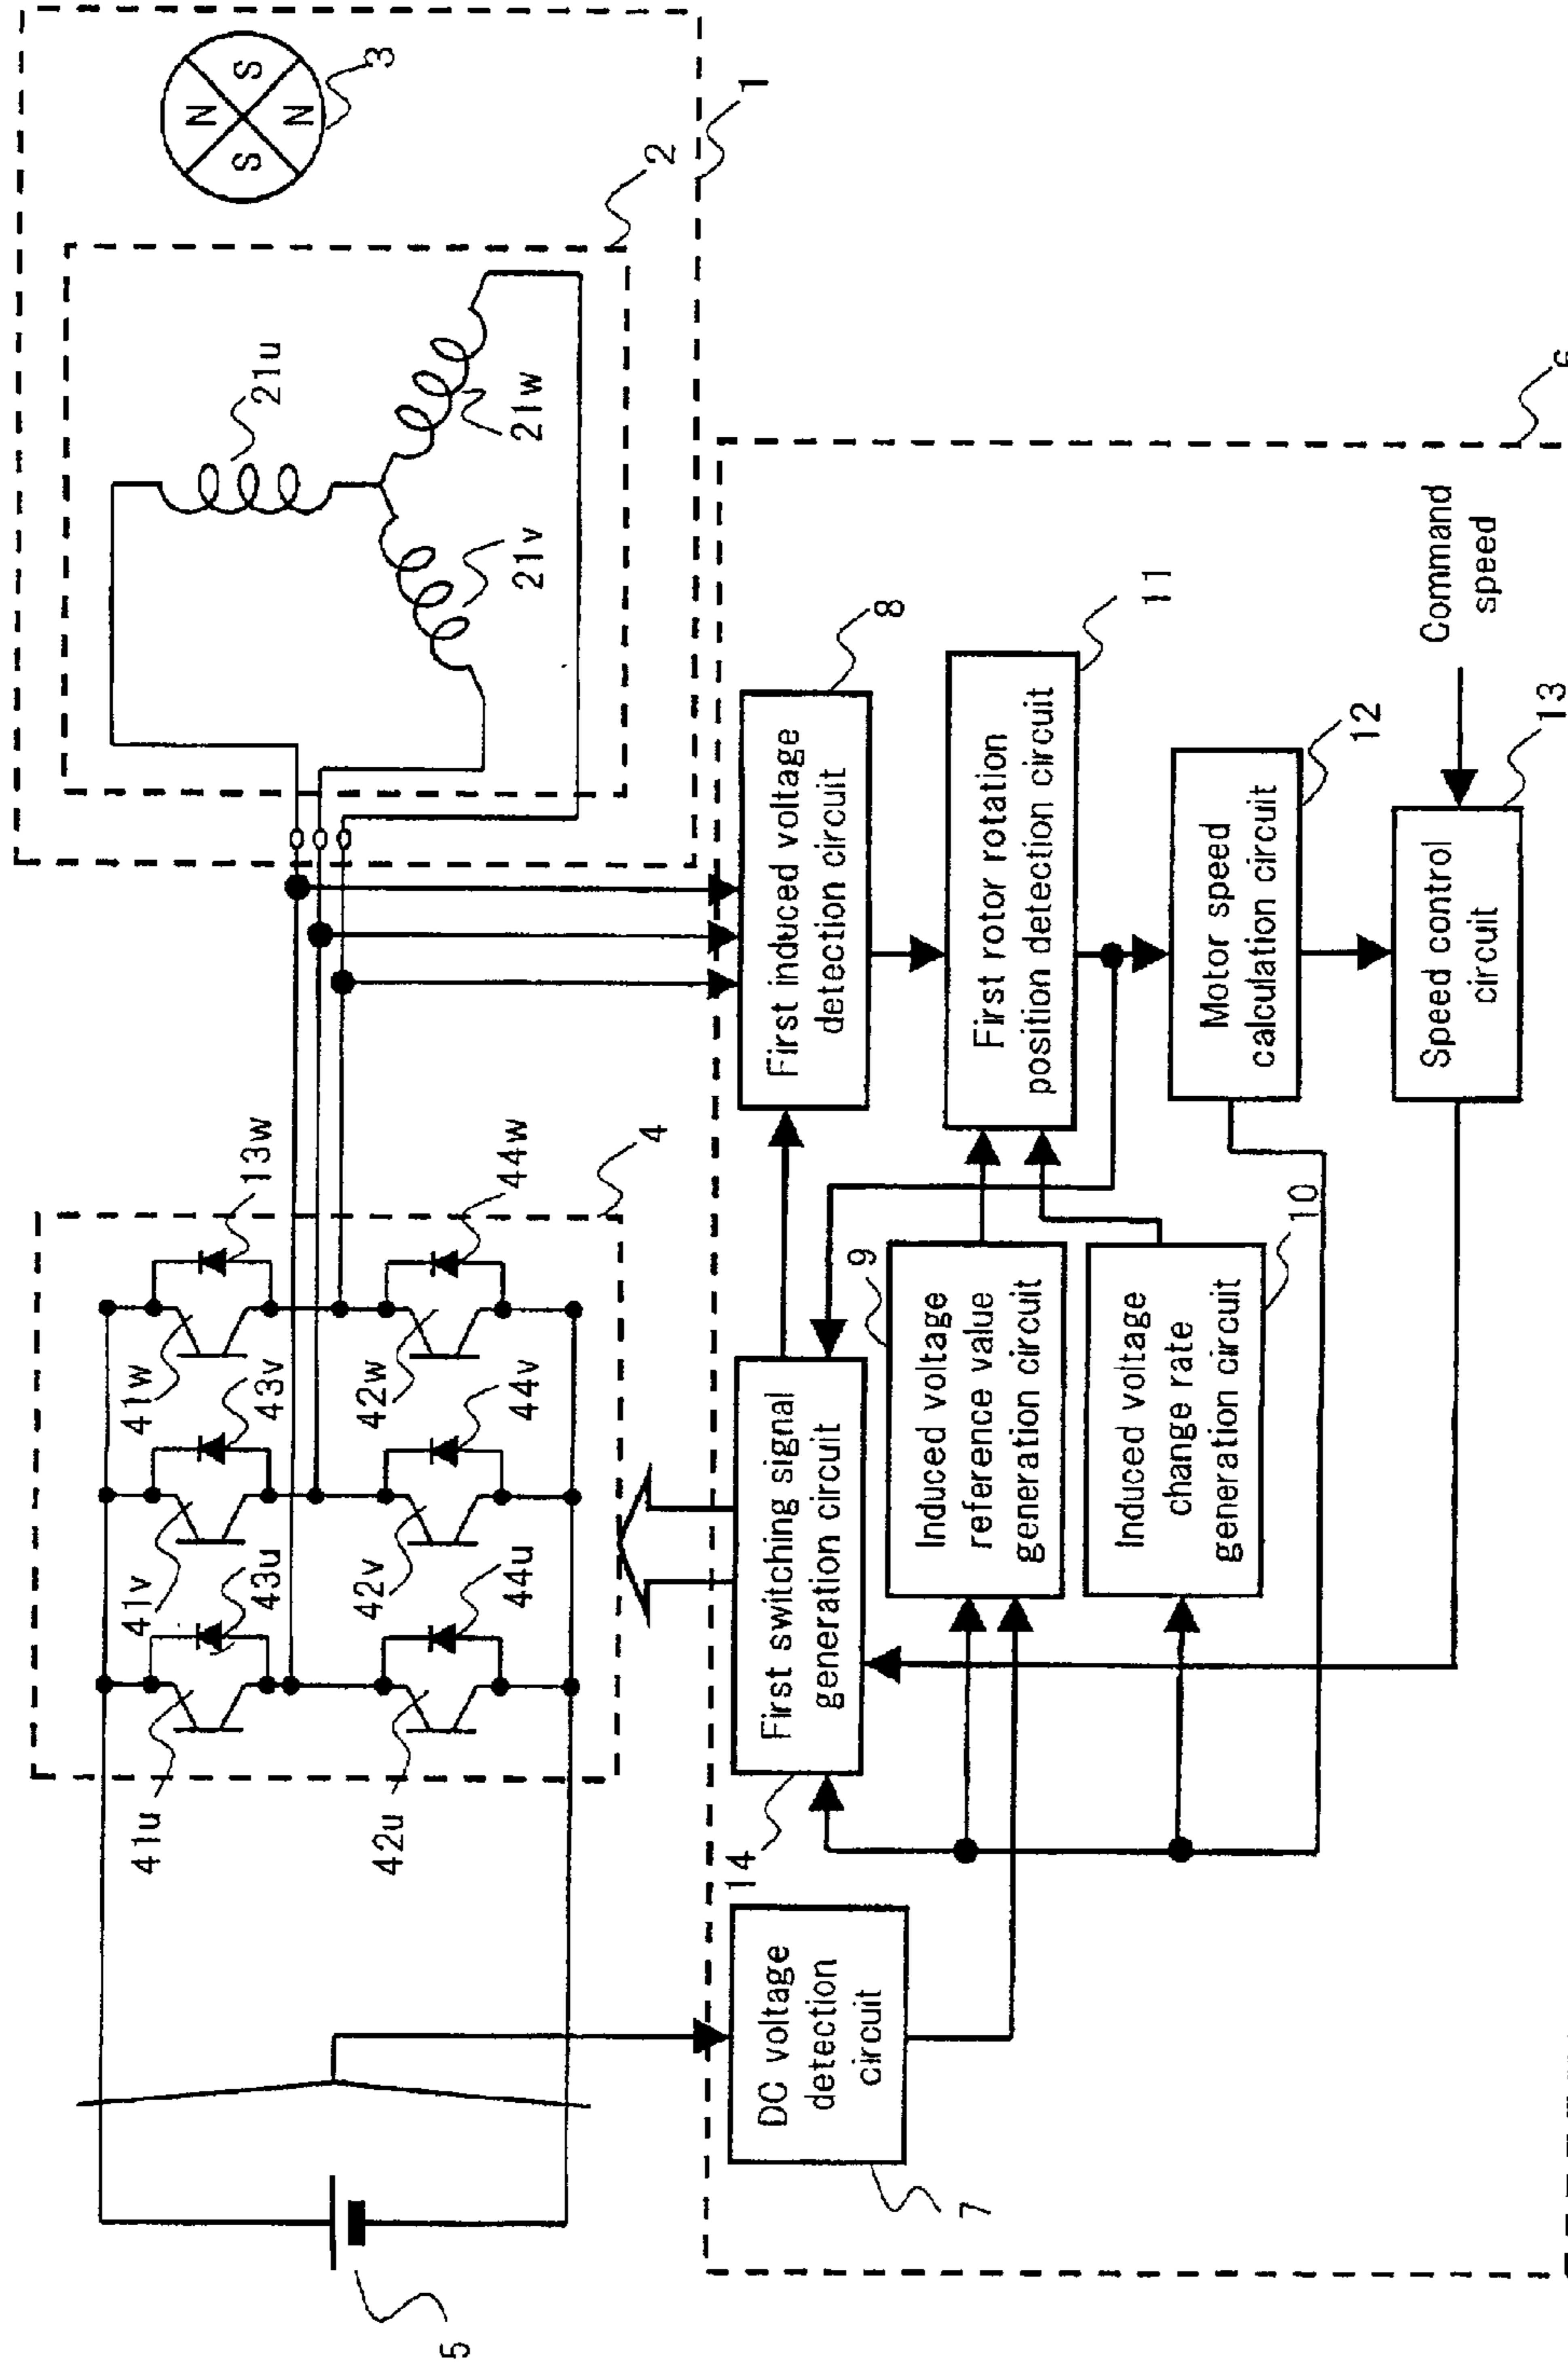 41u
41v
43u
41w
43v
13w
42u
42v
44u
42w
44v
44w
4
5
21u
21v
21w
2
N
S
S
N
3
1
7
DC voltage
detection
circuit
14
First switching signal
generation circuit
First induced voltage
detection circuit
8
9
Induced voltage
reference value
generation circuit
First rotor rotation
position detection circuit
11
Induced voltage
change rate
generation circuit
10
Motor speed
calculation circuit
12
Speed control
circuit
13
Command
speed